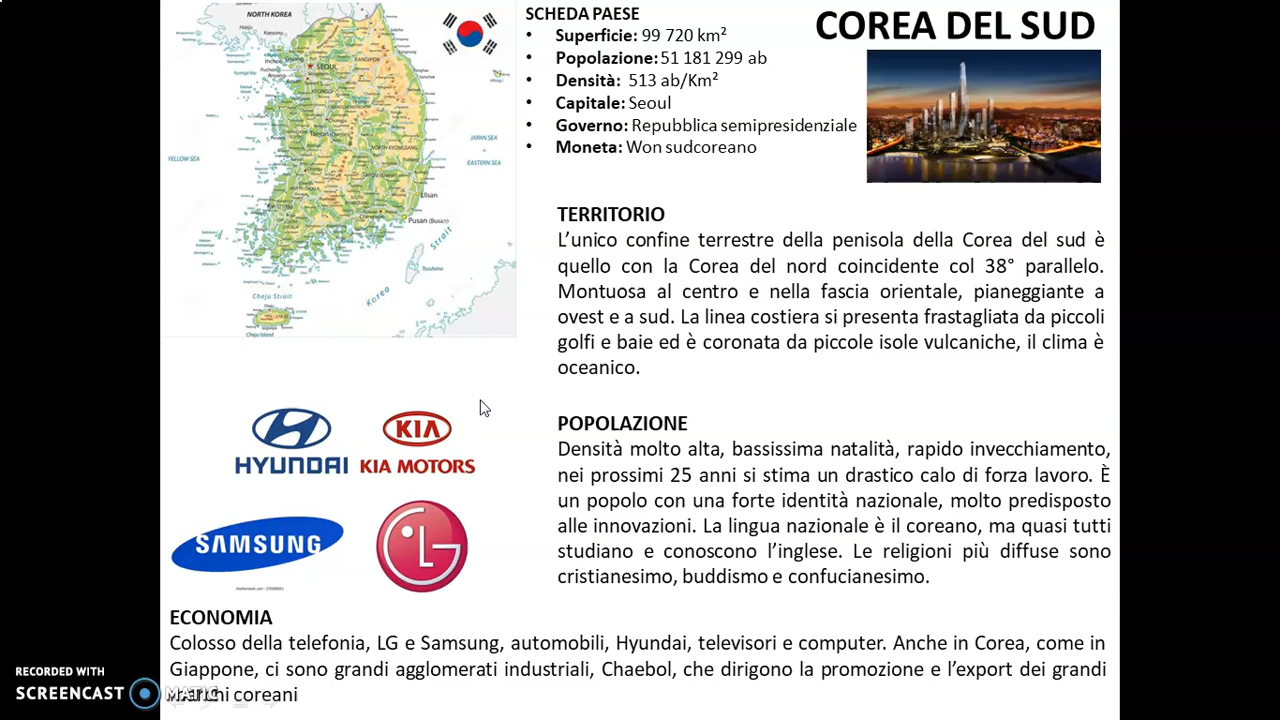 COREA DEL SUD
SCHEDA PAESE
• Superficie: 99 720 km²
• Popolazione: 51 181 299 ab
• Densità: 513 ab/Km²
• Capitale: Seoul
• Governo: Repubblica semipresidenziale
• Moneta: Won sudcoreano
NORTH KOREA
SEOUL
KANGWON
YELLOW SEA
JAPAN SEA
EASTERN SEA
Ulsan
Pusan (Busan)
Korea Strait
Tsushima
Cheju Strait
Cheju Island
TERRITORIO
L’unico confine terrestre della penisola della Corea del sud è
quello con la Corea del nord coincidente col 38° parallelo.
Montuosa al centro e nella fascia orientale, pianeggiante a
ovest e a sud. La linea costiera si presenta frastagliata da piccoli
golfi e baie ed è coronata da piccole isole vulcaniche, il clima è
oceanico.
HYUNDAI
KIA
KIA MOTORS
SAMSUNG
LG
POPOLAZIONE
Densità molto alta, bassissima natalità, rapido invecchiamento,
nei prossimi 25 anni si stima un drastico calo di forza lavoro. È
un popolo con una forte identità nazionale, molto predisposto
alle innovazioni. La lingua nazionale è il coreano, ma quasi tutti
studiano e conoscono l’inglese. Le religioni più diffuse sono
cristianesimo, buddismo e confucianesimo.
ECONOMIA
Colosso della telefonia, LG e Samsung, automobili, Hyundai, televisori e computer. Anche in Corea, come in
Giappone, ci sono grandi agglomerati industriali, Chaebol, che dirigono la promozione e l’export dei grandi
marchi coreani
RECORDED WITH
SCREENCAST MATIC